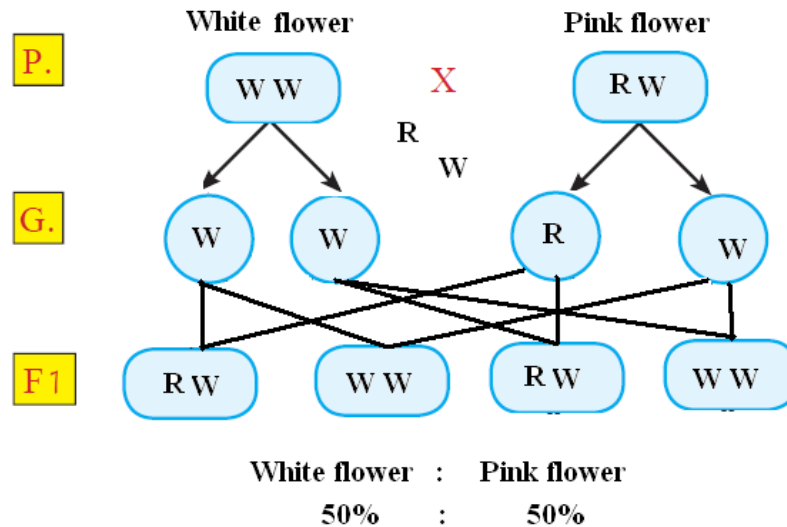 White flower Pink flower
P. W W X R W
R
W
G. W W R W
F1 R W W W R W W W
White flower : Pink flower
50% : 50%